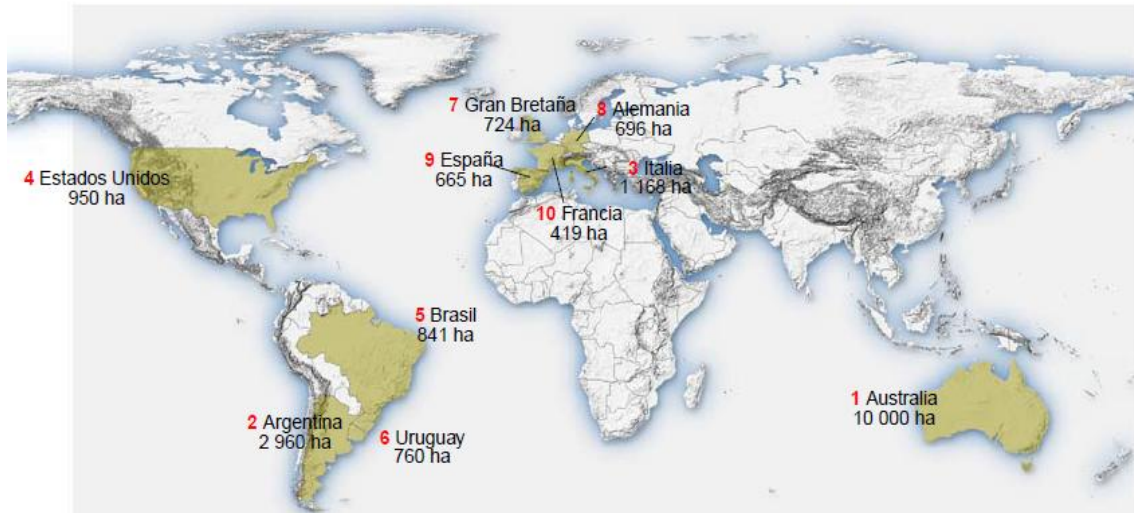 7 Gran Bretaña
724 ha
8 Alemania
696 ha
9 España
665 ha
3 Italia
1 168 ha
4 Estados Unidos
950 ha
10 Francia
419 ha
5 Brasil
841 ha
1 Australia
10 000 ha
2 Argentina
2 960 ha
6 Uruguay
760 ha